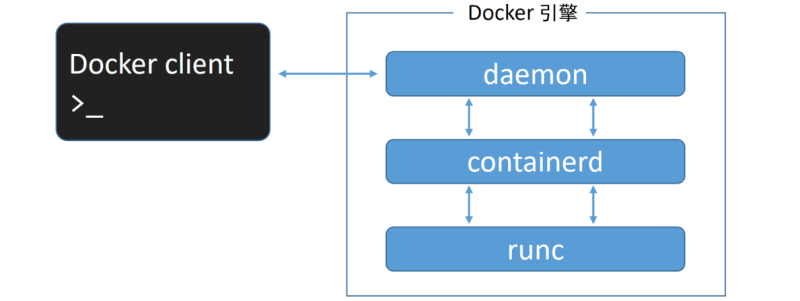 Docker 引擎
Docker client
>_
daemon
containerd
runc